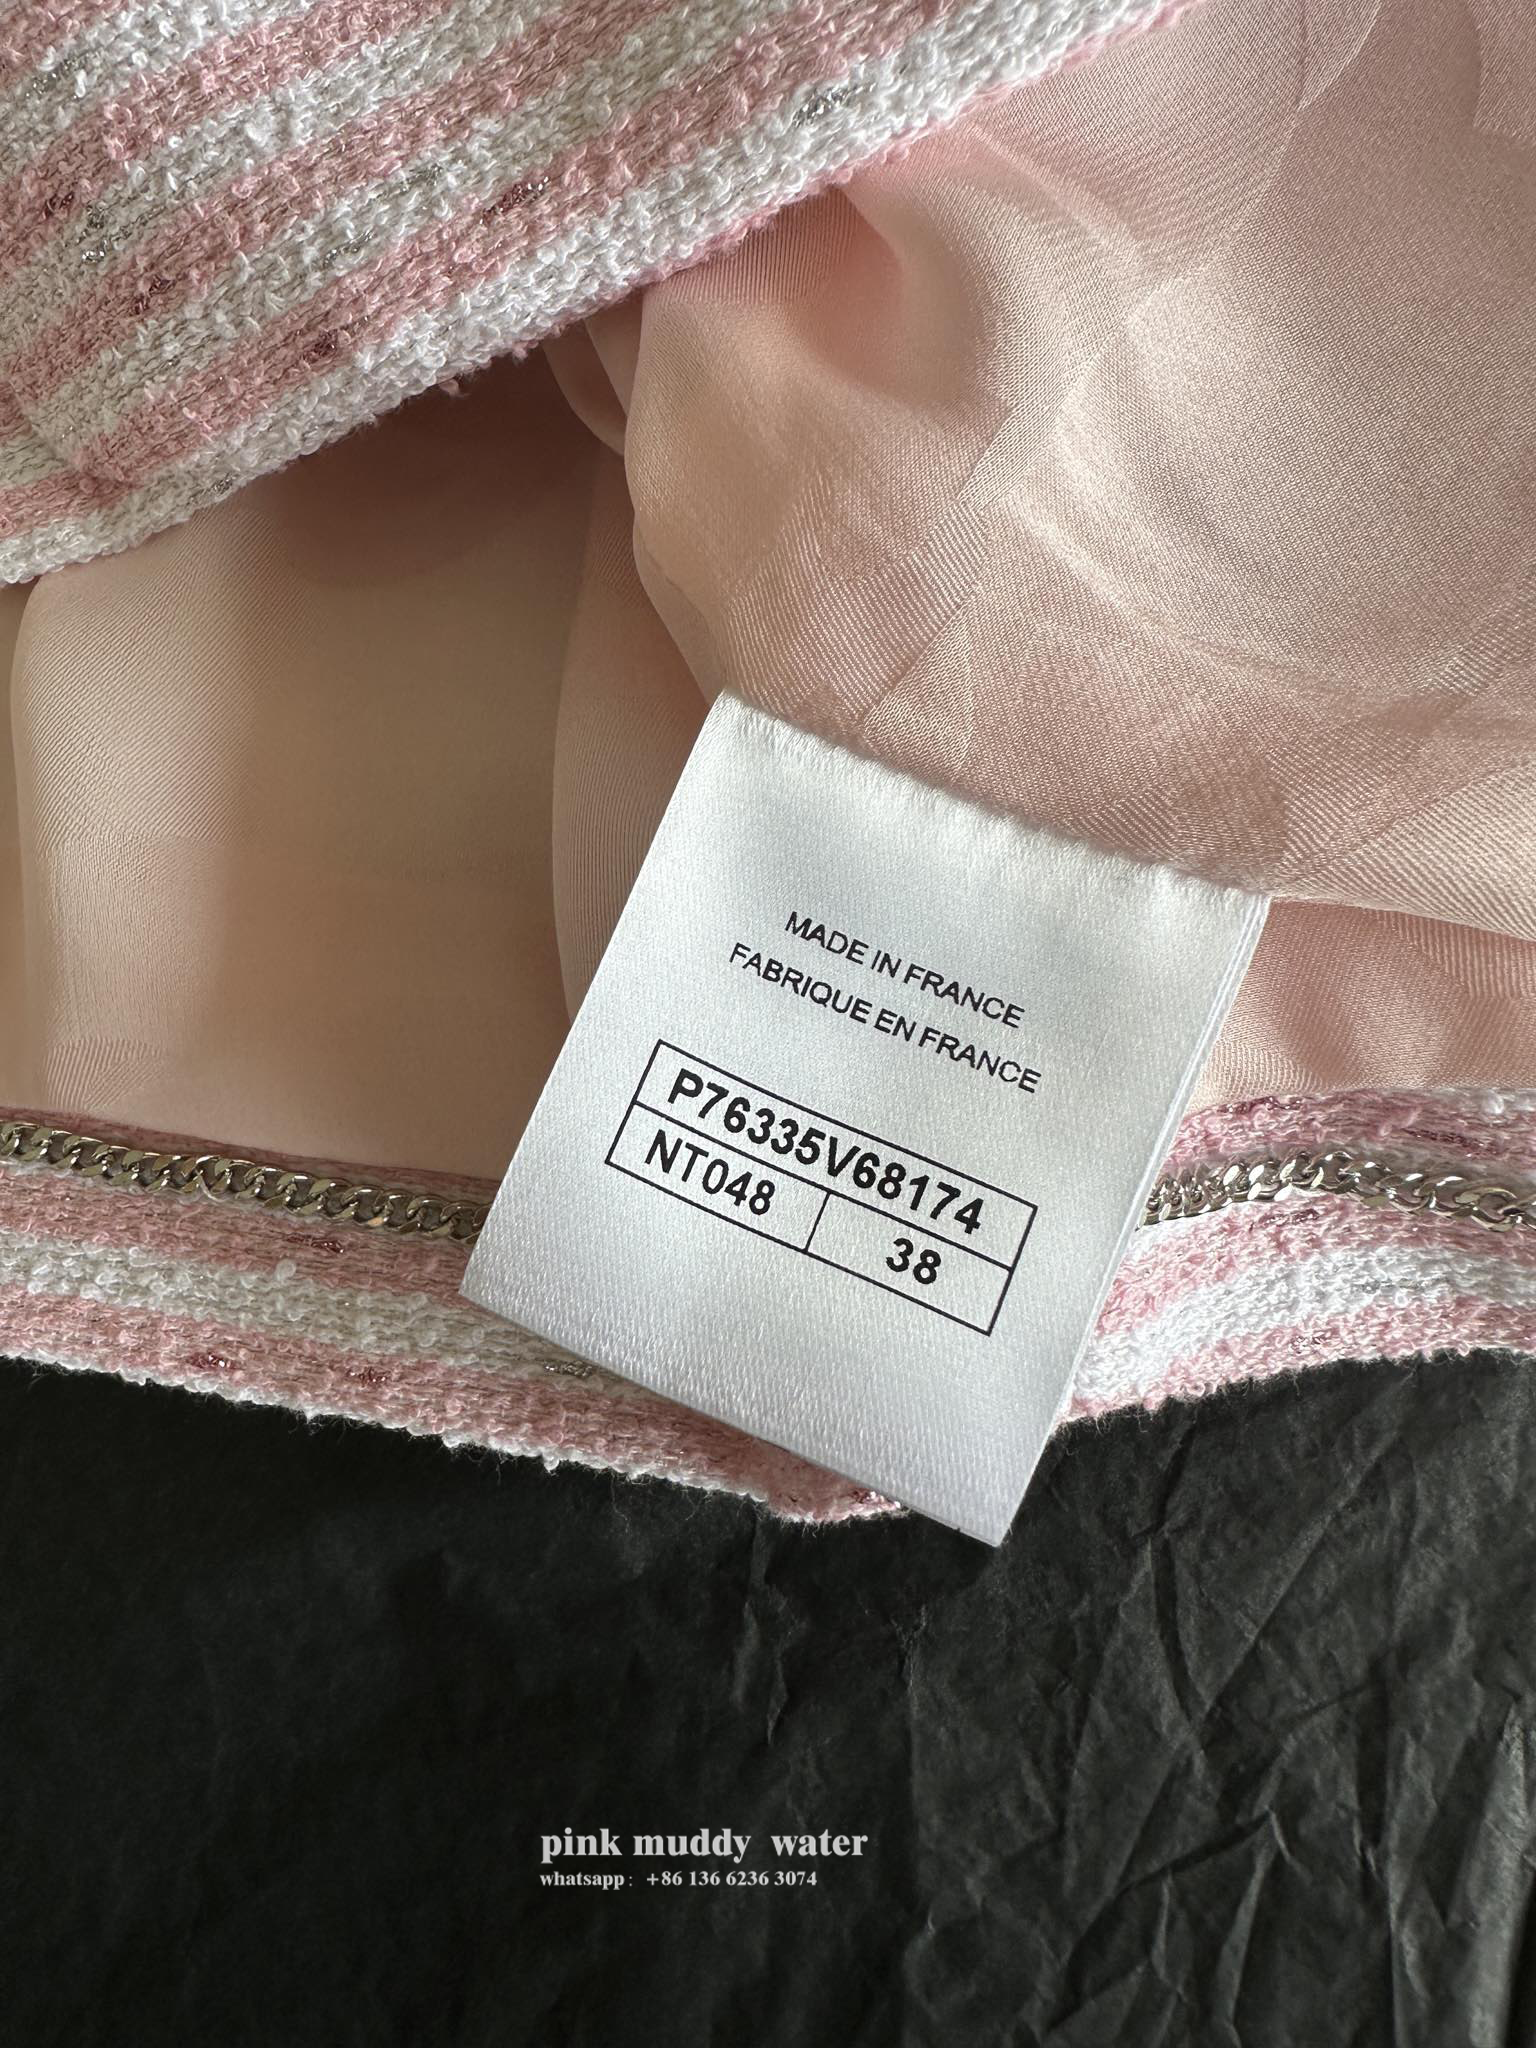 MADE IN FRANCE
FABRIQUE EN FRANCE
P76335V68174
NT048 38
pink muddy water
whatsapp: +86 136 6236 3074